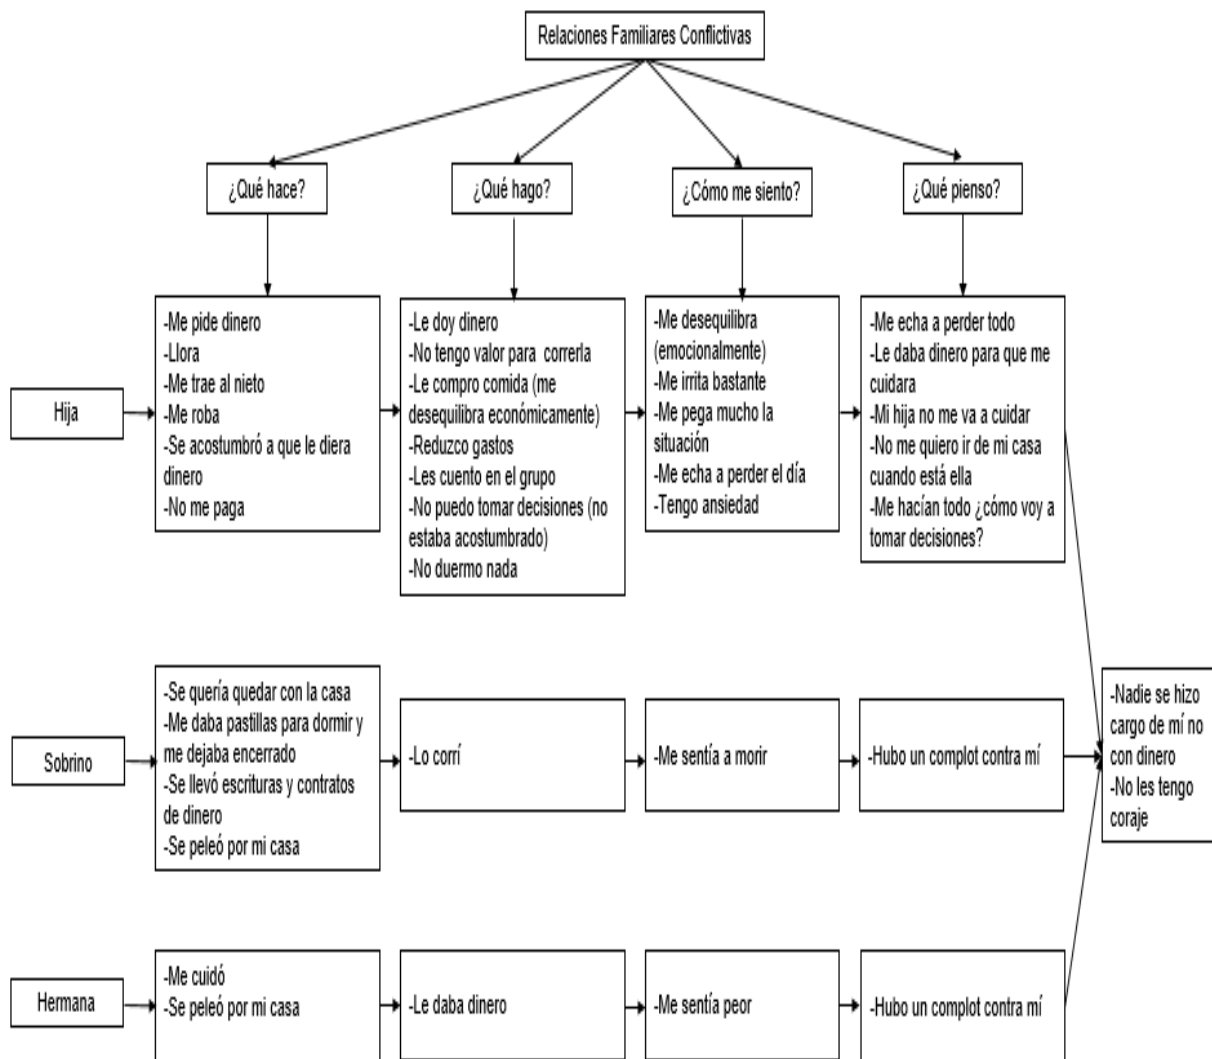 Relaciones Familiares Conflictivas
¿Qué hace?
¿Qué hago?
¿Cómo me siento?
¿Qué pienso?
Hija
-Me pide dinero
-Llora
-Me trae al nieto
-Me roba
-Se acostumbró a que le diera
dinero
-No me paga
-Le doy dinero
-No tengo valor para correrla
-Le compro comida (me
desequilibra económicamente)
-Reduzco gastos
-Les cuento en el grupo
-No puedo tomar decisiones (no
estaba acostumbrado)
-No duermo nada
-Me desequilibra
(emocionalmente)
-Me irrita bastante
-Me pega mucho la
situación
-Me echa a perder el día
-Tengo ansiedad
-Me echa a perder todo
-Le daba dinero para que me
cuidara
-Mi hija no me va a cuidar
-No me quiero ir de mi casa
cuando está ella
-Me hacían todo ¿cómo voy a
tomar decisiones?
Sobrino
-Se quería quedar con la casa
-Me daba pastillas para dormir y
me dejaba encerrado
-Se llevó escrituras y contratos
de dinero
-Se peleó por mi casa
-Lo corrí
-Me sentía a morir
-Hubo un complot contra mí
-Nadie se hizo
cargo de mí no
con dinero
-No les tengo
coraje
Hermana
-Me cuidó
-Se peleó por mi casa
-Le daba dinero
-Me sentía peor
-Hubo un complot contra mí